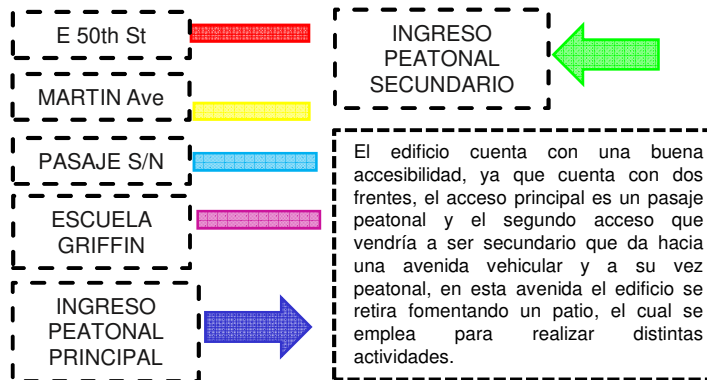 E 50th St
MARTIN Ave
PASAJE S/N
ESCUELA
GRIFFIN
INGRESO
PEATONAL
PRINCIPAL
INGRESO
PEATONAL
SECUNDARIO
El edificio cuenta con una buena
accesibilidad, ya que cuenta con dos
frentes, el acceso principal es un pasaje
peatonal y el segundo acceso que
vendría a ser secundario que da hacia
una avenida vehicular y a su vez
peatonal, en esta avenida el edificio se
retira fomentando un patio, el cual se
emplea para realizar distintas
actividades.